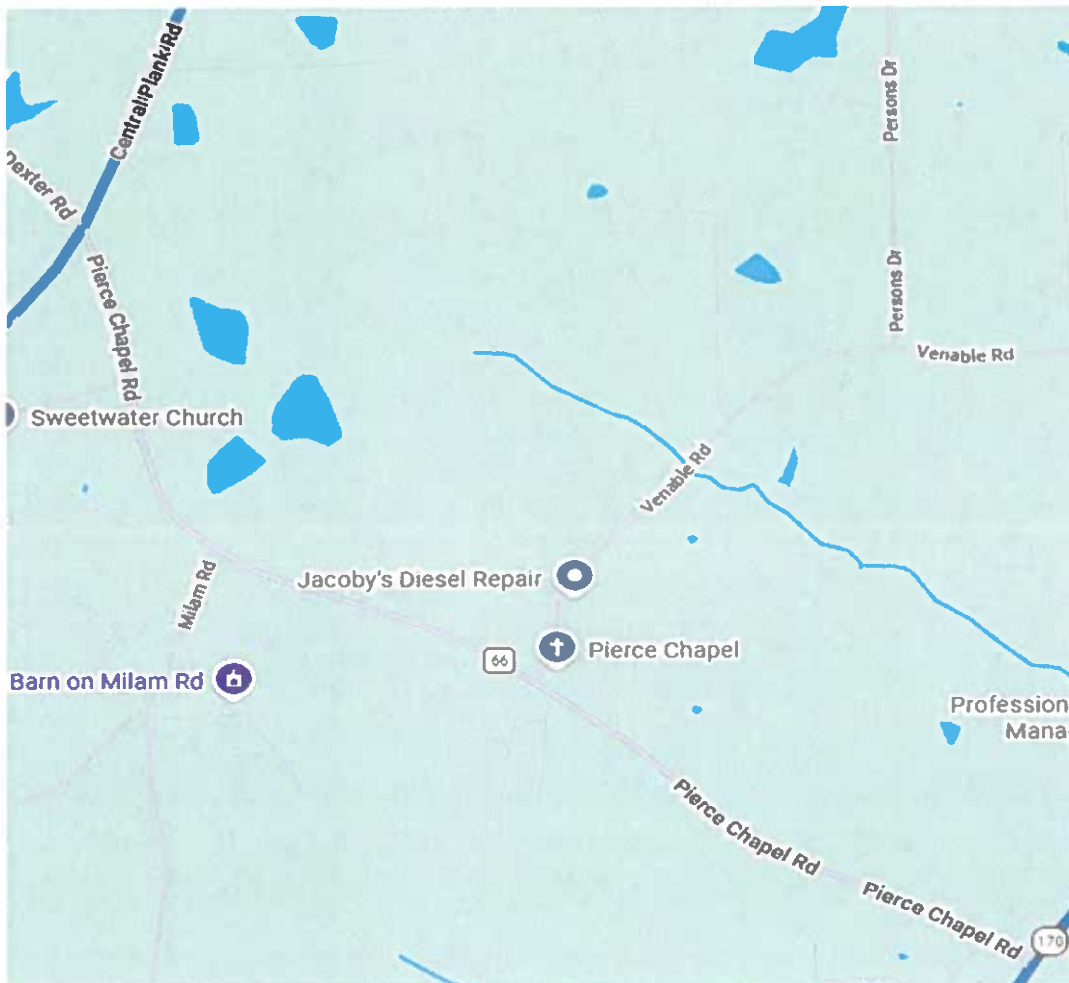 Central Plank Rd
Persons Dr
Dexter Rd
Pierce Chapel Rd
Persons Dr
Venable Rd
Sweetwater Church
Venable Rd
Milam Rd
Jacoby's Diesel Repair
66
Pierce Chapel
Barn on Milam Rd
Profession
Mana
Pierce Chapel Rd
Pierce Chapel Rd
170